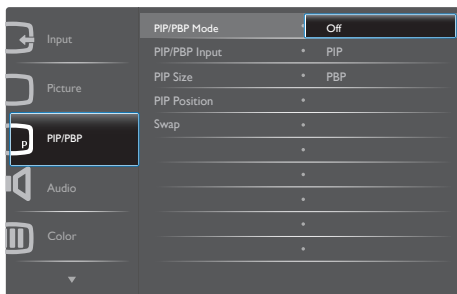 Input
Picture
P
PIP/PBP
Audio
Color
PIP/PBP Mode
PIP/PBP Input
PIP Size
PIP Position
Swap
Off
PIP
PBP